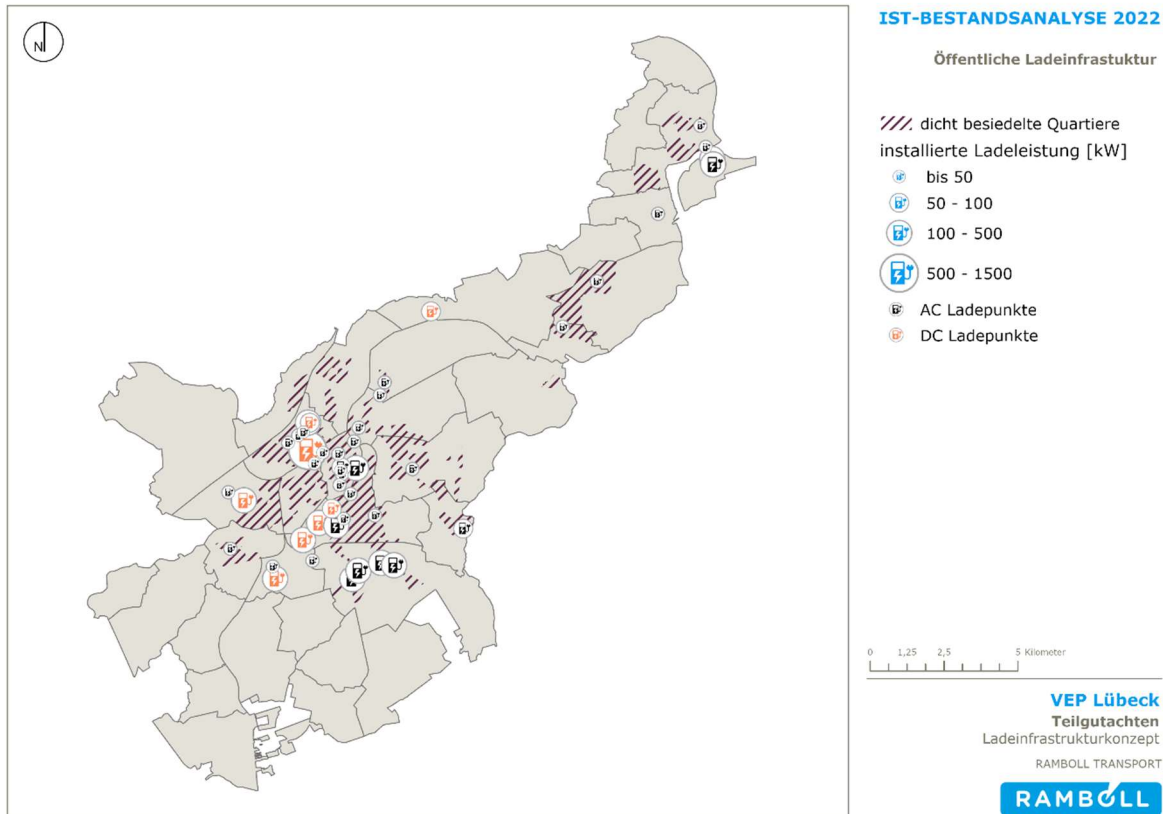 N
IST-BESTANDSANALYSE 2022
Öffentliche Ladeinfrastuktur
dicht besiedelte Quartiere
installierte Ladeleistung [kW]
bis 50
50 - 100
100 - 500
500 - 1500
AC Ladepunkte
DC Ladepunkte
0 1,25 2,5 5 Kilometer
VEP Lübeck
Teilgutachten
Ladeinfrastrukturkonzept
RAMBOLL TRANSPORT
RAMBOLL